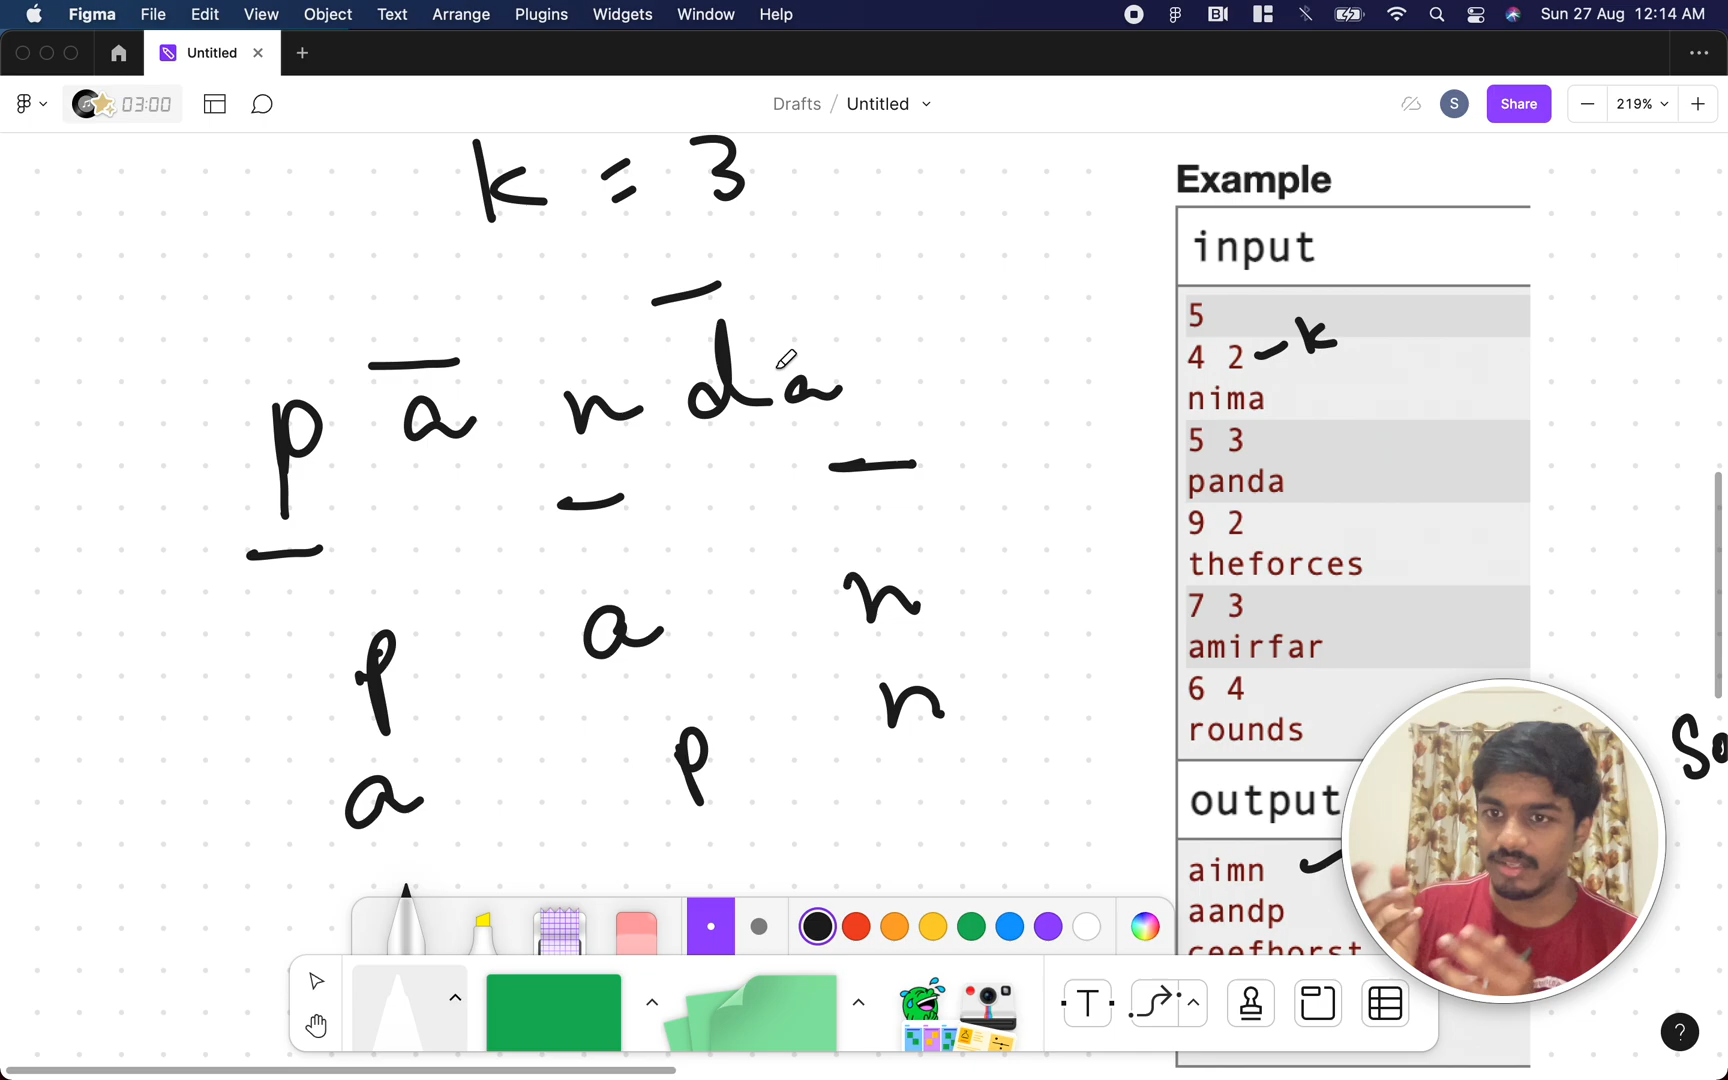 Figma File Edit View Object Text Arrange Plugins Widgets Window Help Sun 27 Aug 12:14 AM
Untitled
03:00 Drafts / Untitled S Share 219%
k = 3
p a n d a
p a n
a p n
Example
input
5
4 2 k
nima
5 3
panda
9 2
theforces
7 3
amirfar
6 4
rounds
output
aimn
aandp
ceefhorst
So
T
?